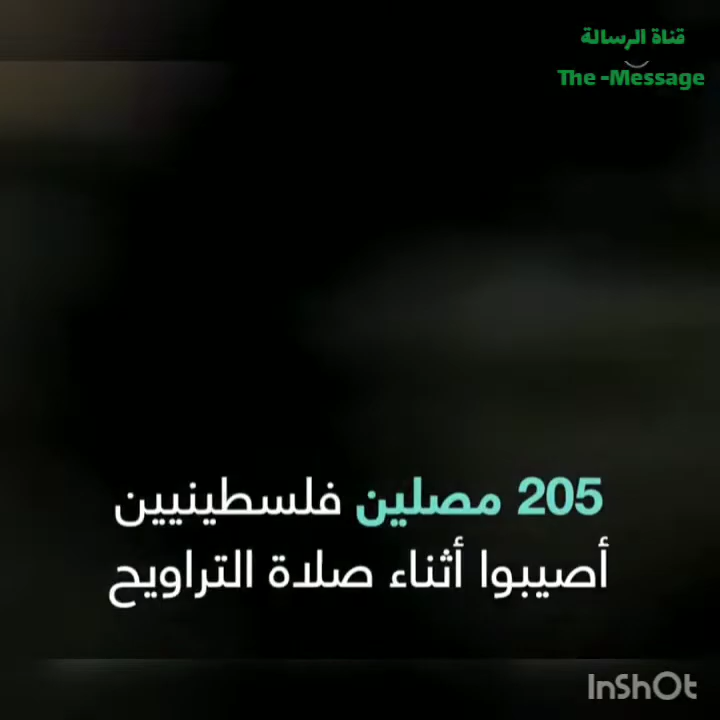 قناة الرسالة
The -Message
205 مصلين فلسطينيين
أصيبوا أثناء صلاة التراويح
InShOt